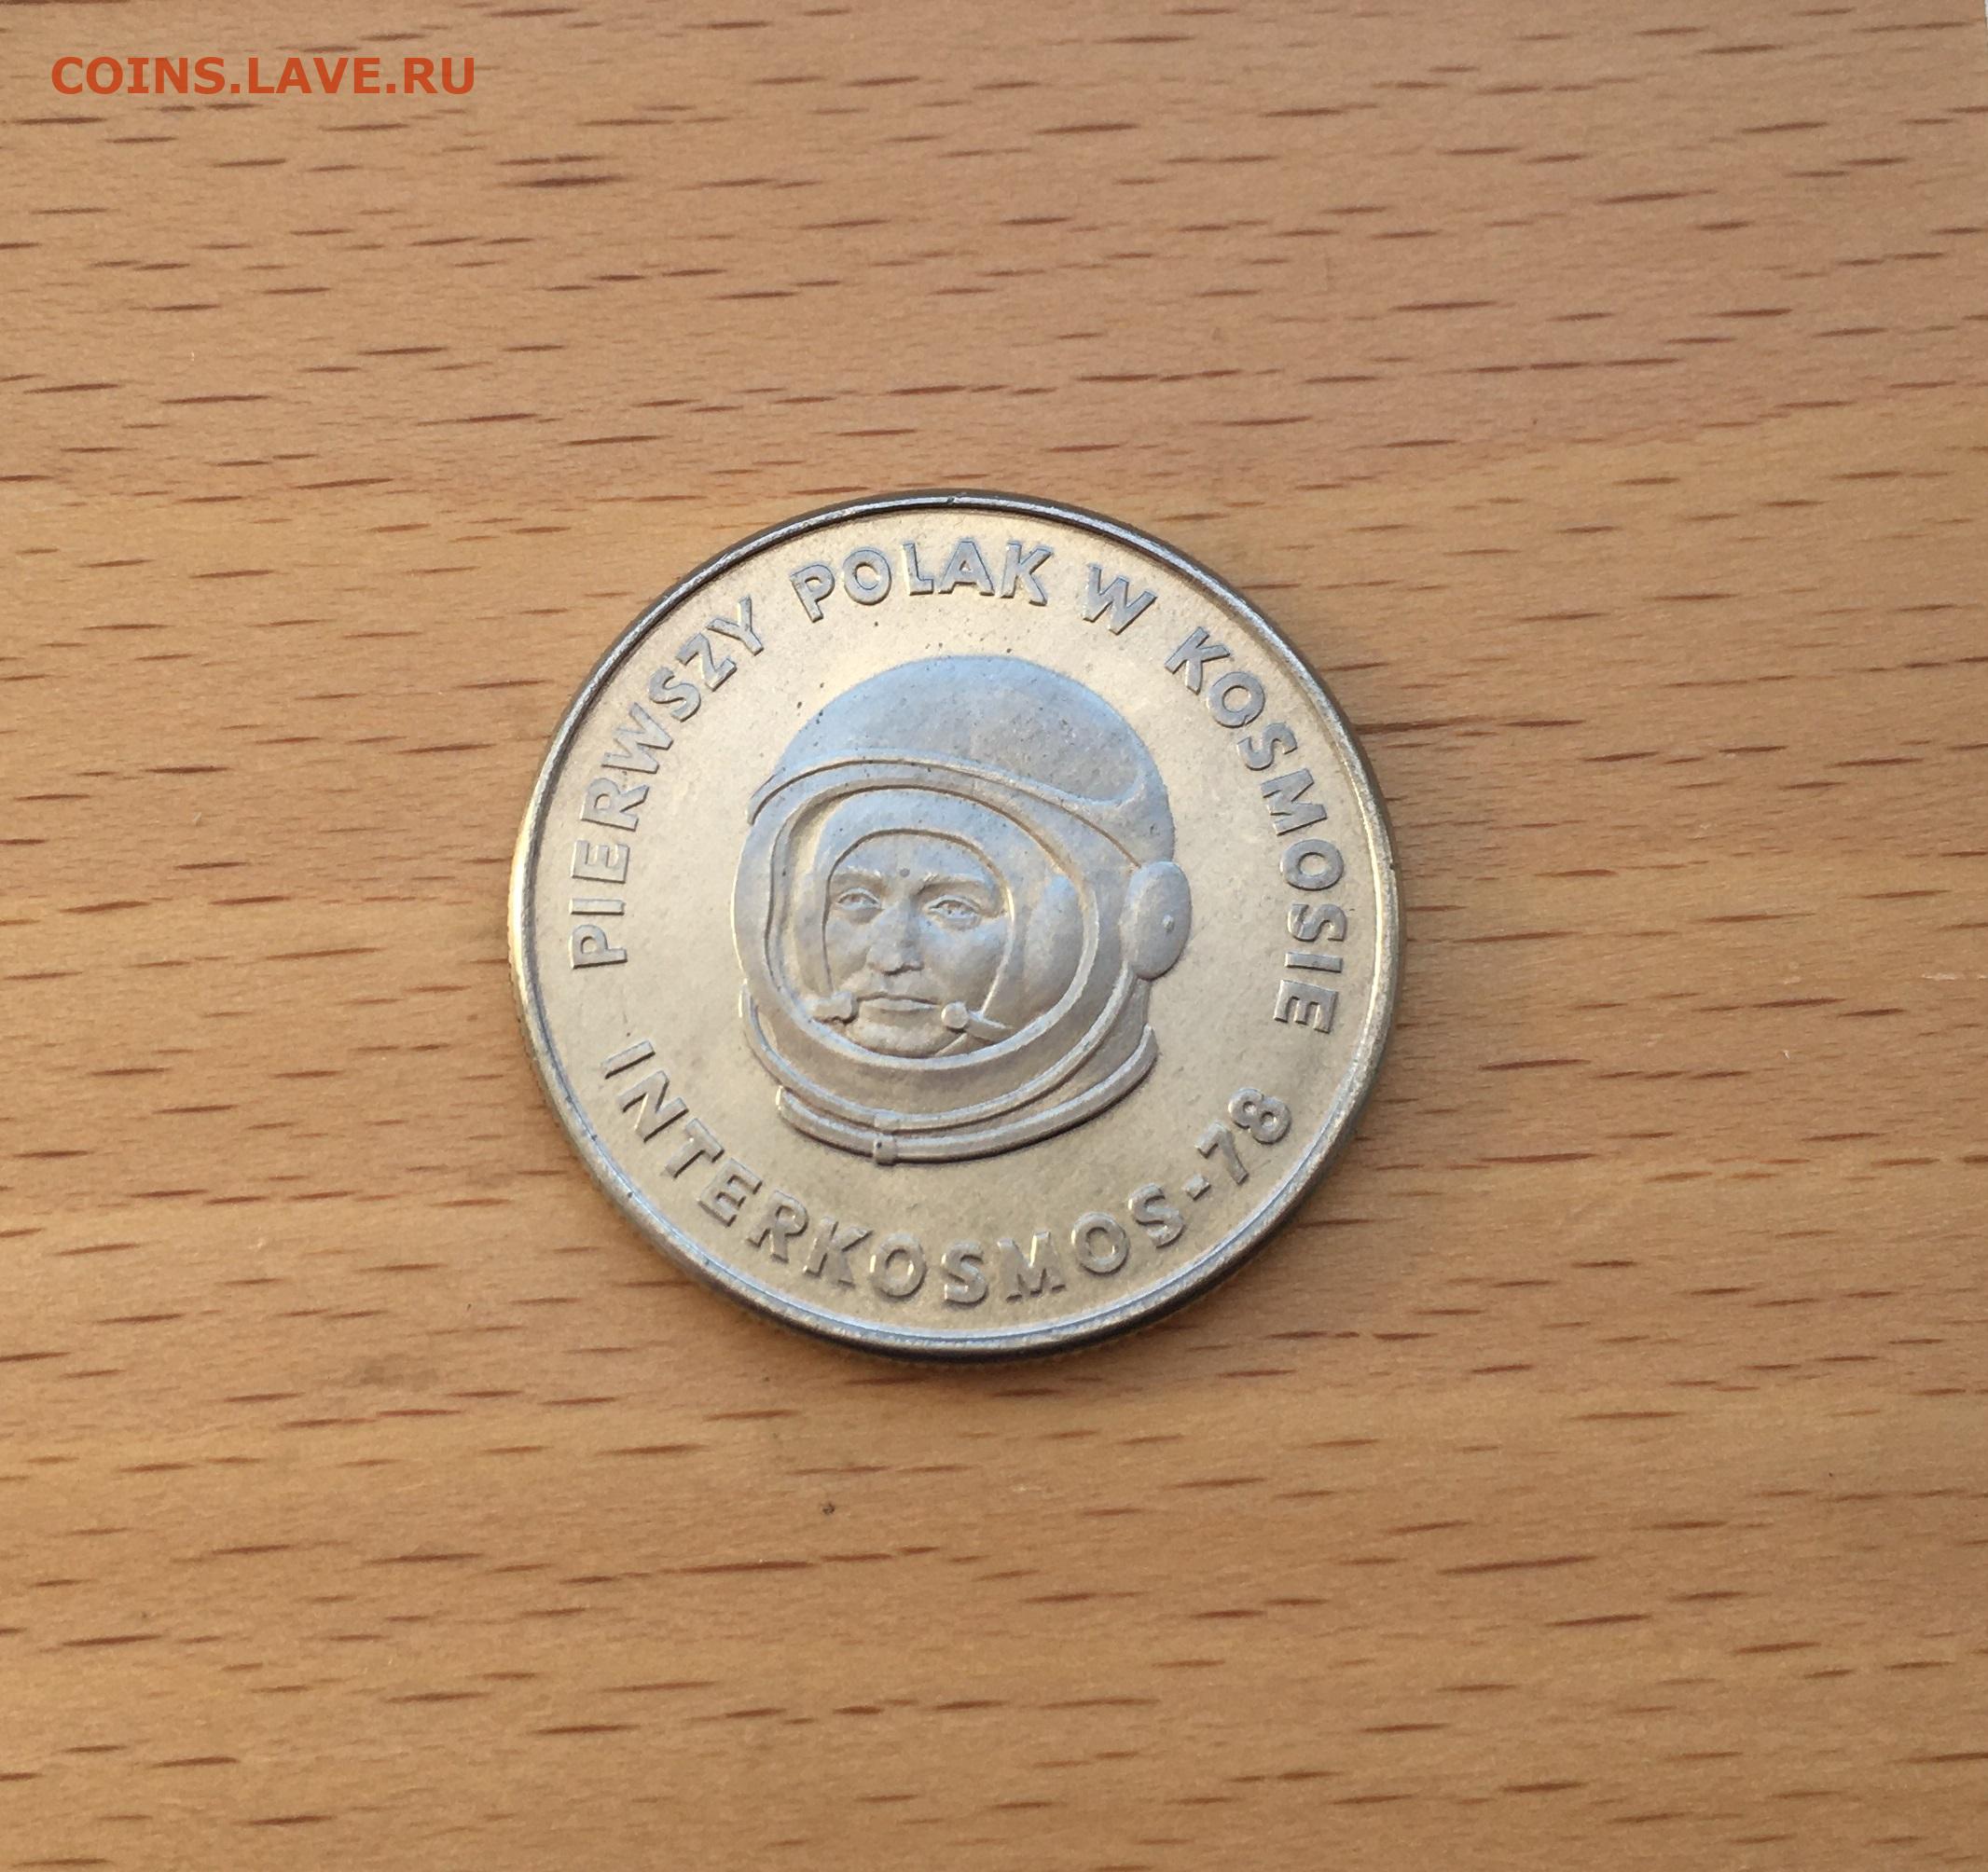 COINS.LAVE.RU
PIERWSZY POLAK W KOSMOSIE
INTERKOSMOS-78